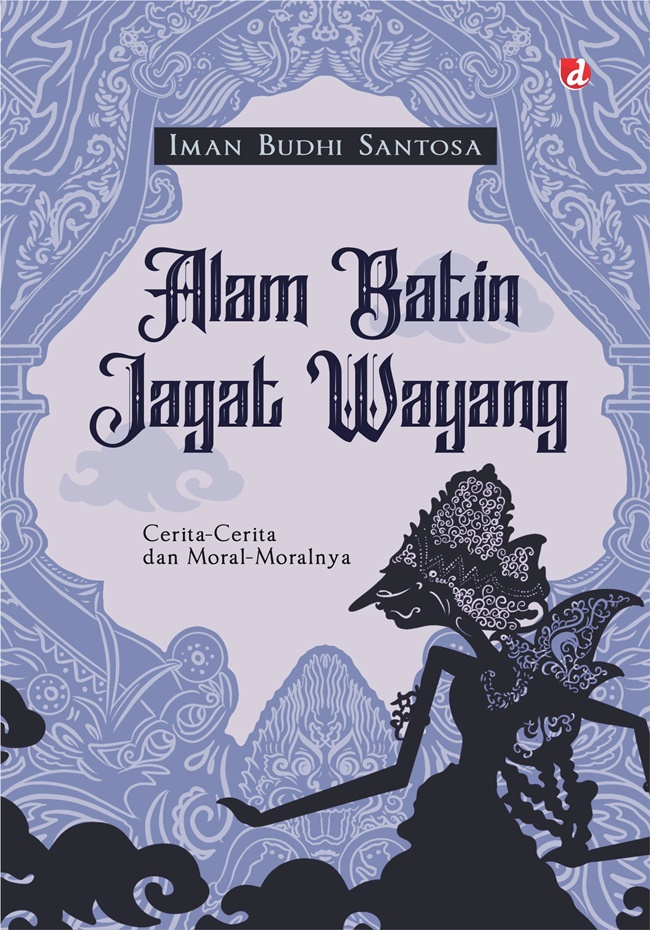 d
IMAN BUDHI SANTOSA
Alam Batin
Jagat Wayang
Cerita-Cerita
dan Moral-Moralnya